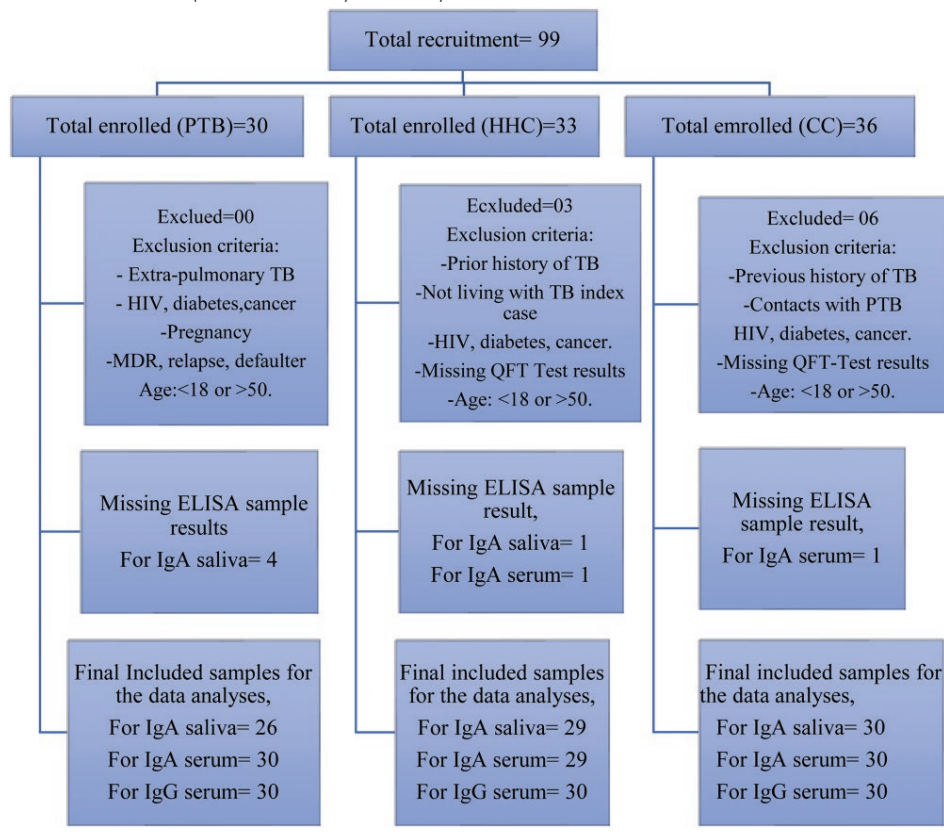 Total recruitment= 99
Total enrolled (PTB)=30
Total enrolled (HHC)=33
Total emrolled (CC)=36
Exclued=00
Exclusion criteria:
- Extra-pulmonary TB
- HIV, diabetes,cancer
-Pregnancy
-MDR, relapse, defaulter
Age:<18 or >50.
Ecxluded=03
Exclusion criteria:
-Prior history of TB
-Not living with TB index
case
-HIV, diabetes, cancer.
-Missing QFT Test results
-Age: <18 or >50.
Excluded= 06
Exclusion criteria:
-Previous history of TB
-Contacts with PTB
HIV, diabetes, cancer.
-Missing QFT-Test results
-Age: <18 or >50.
Missing ELISA sample
results
For IgA saliva= 4
Missing ELISA sample
result,
For IgA saliva= 1
For IgA serum= 1
Missing ELISA
sample result,
For IgA serum= 1
Final Included samples for
the data analyses,
For IgA saliva= 26
For IgA serum= 30
For IgG serum= 30
Final included samples
for the data analyses,
For IgA saliva= 29
For IgA serum= 29
For IgG serum= 30
Final included samples for
the data analyses,
For IgA saliva= 30
For IgA serum= 30
For IgG serum= 30